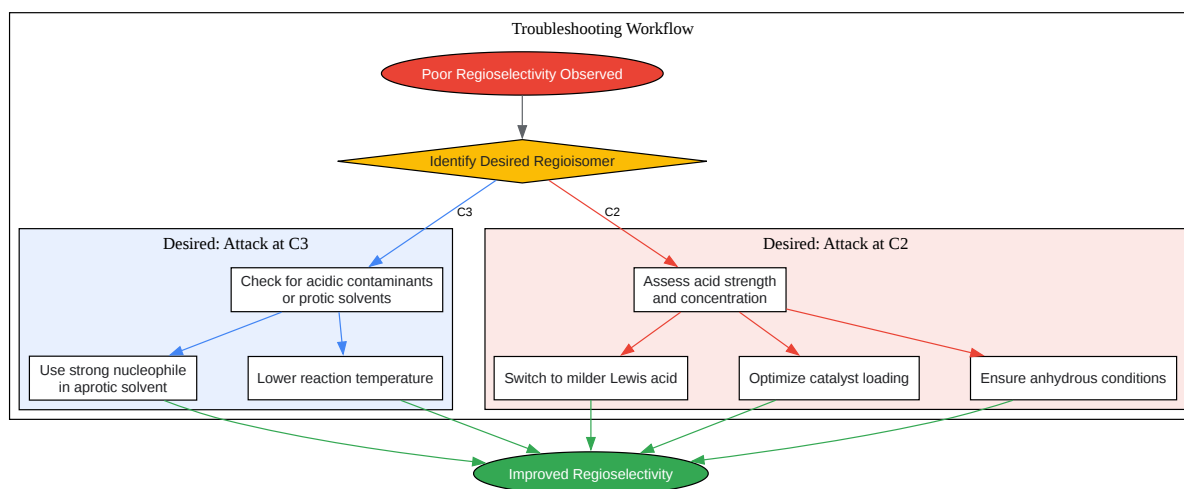 Troubleshooting Workflow
Poor Regioselectivity Observed
Identify Desired Regioisomer
C3
C2
Desired: Attack at C3
Desired: Attack at C2
Check for acidic contaminants
or protic solvents
Assess acid strength
and concentration
Use strong nucleophile
in aprotic solvent
Lower reaction temperature
Switch to milder Lewis acid
Optimize catalyst loading
Ensure anhydrous conditions
Improved Regioselectivity